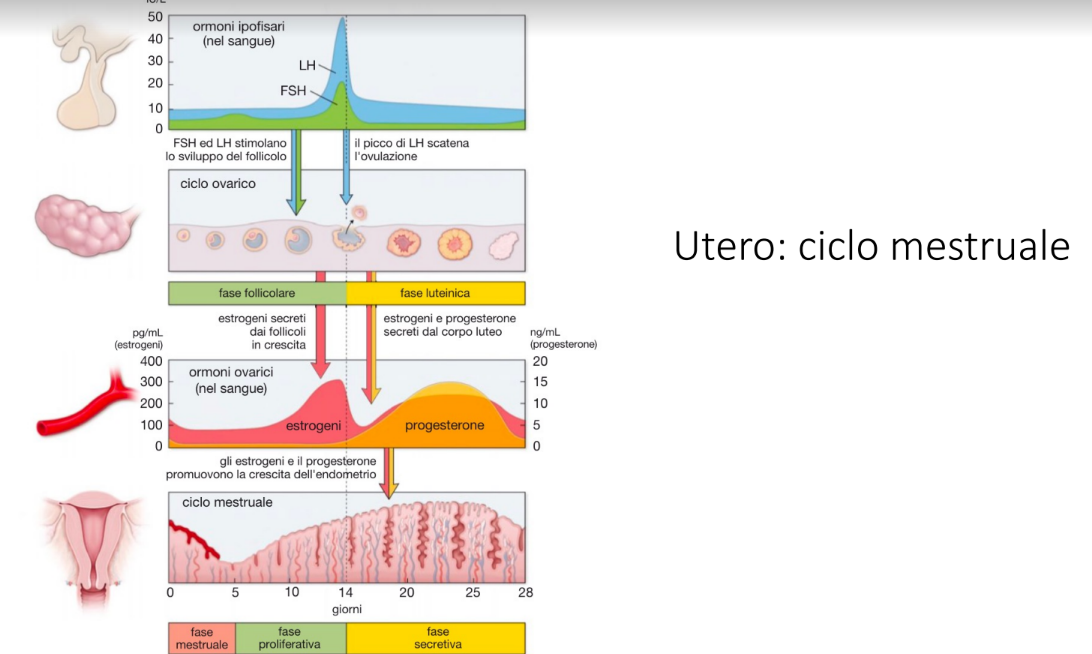 50
40
30
20
10
0
ormoni ipofisari
(nel sangue)
LH
FSH
FSH ed LH stimolano
lo sviluppo del follicolo
il picco di LH scatena
l'ovulazione
ciclo ovarico
Utero: ciclo mestruale
fase follicolare
fase luteinica
estrogeni secreti
dai follicoli
in crescita
estrogeni e progesterone
secreti dal corpo luteo
pg/mL
(estrogeni)
ng/mL
(progesterone)
400
300
200
100
0
20
15
10
5
0
ormoni ovarici
(nel sangue)
estrogeni
progesterone
gli estrogeni e il progesterone
promuovono la crescita dell'endometrio
ciclo mestruale
0 5 10 14 20 25 28
giorni
fase
mestruale
fase
proliferativa
fase
secretiva